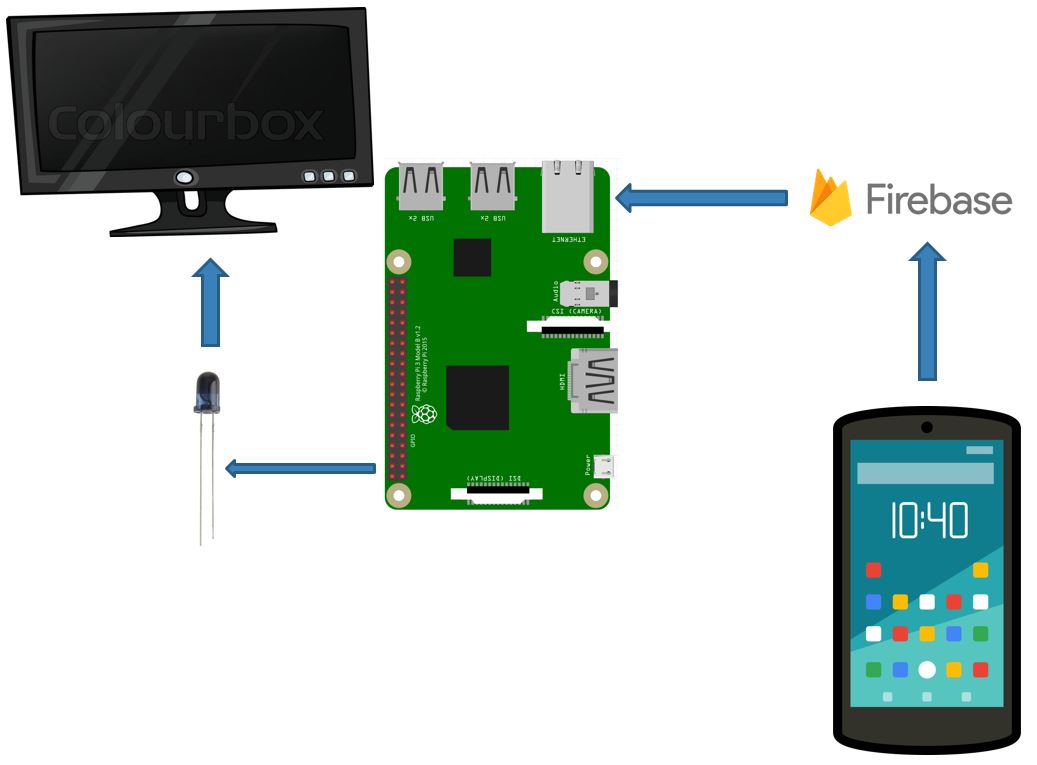 Colourbox
USB 2x
USB 2x
ETHERNET
Audio
CSI (CAMERA)
Raspberry Pi 3 Model B v1.2
© Raspberry Pi 2015
HDMI
GPIO
Power
DSI (DISPLAY)
Firebase
10:40